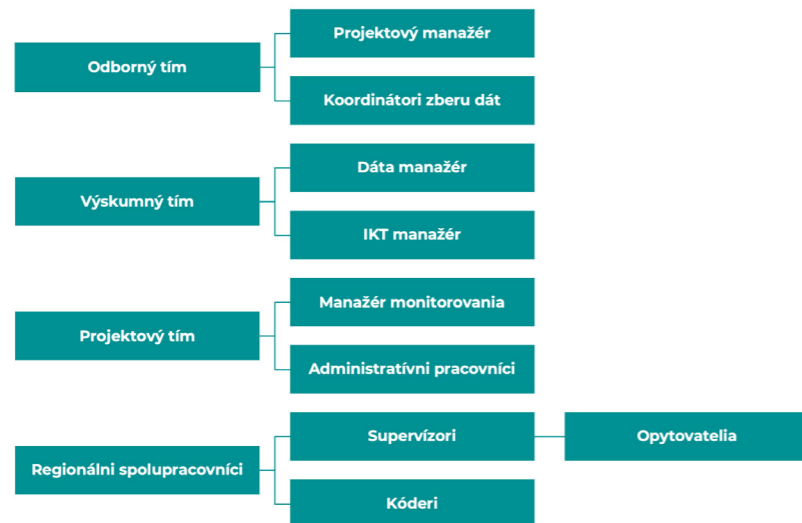 Odborný tím
Projektový manažér
Koordinátori zberu dát
Výskumný tím
Dáta manažér
IKT manažér
Projektový tím
Manažér monitorovania
Administratívni pracovníci
Regionálni spolupracovníci
Supervízori
Opytovatelia
Kóderi